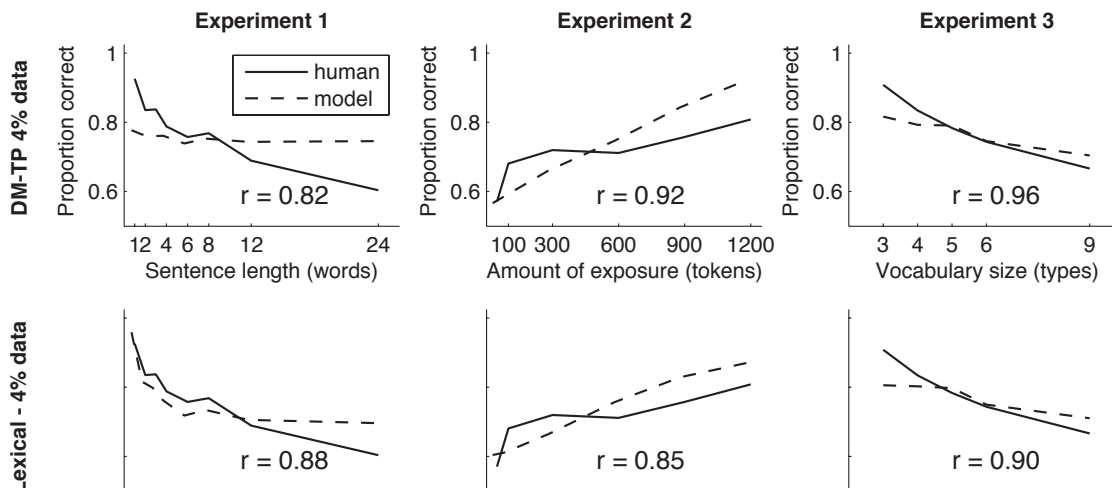 Experiment 1
Experiment 2
Experiment 3
DM-TP 4% data
Proportion correct
1
0.8
0.6
human
model
r = 0.82
1 2 4 6 8 12 24
Sentence length (words)
Proportion correct
1
0.8
0.6
r = 0.92
100 300 600 900 1200
Amount of exposure (tokens)
Proportion correct
1
0.8
0.6
r = 0.96
3 4 5 6 9
Vocabulary size (types)
Lexical - 4% data
r = 0.88
r = 0.85
r = 0.90